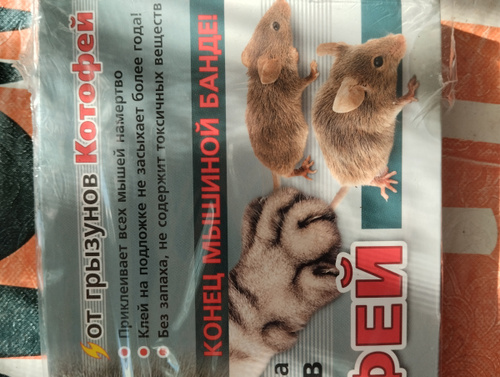 от грызунов Котофей
Приклеивает всех мышей намертво
Клей на подложке не засыхает более года!
Без запаха, не содержит токсичных веществ
КОНЕЦ МЫШИНОЙ БАНДЕ!